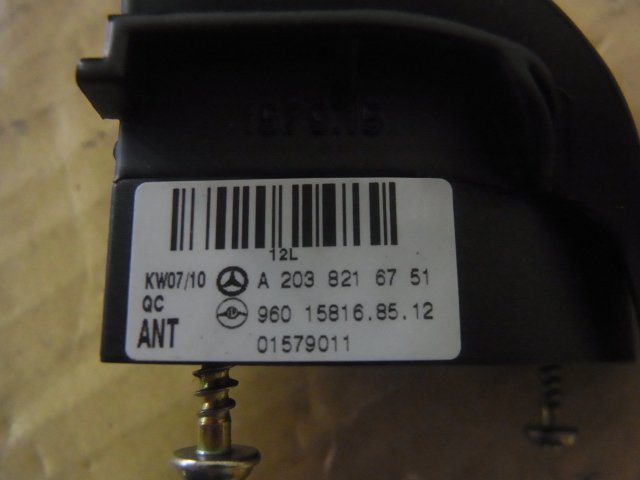 12L
KW07/10 A 203 821 67 51
QC 960 15816.85.12
ANT 01579011